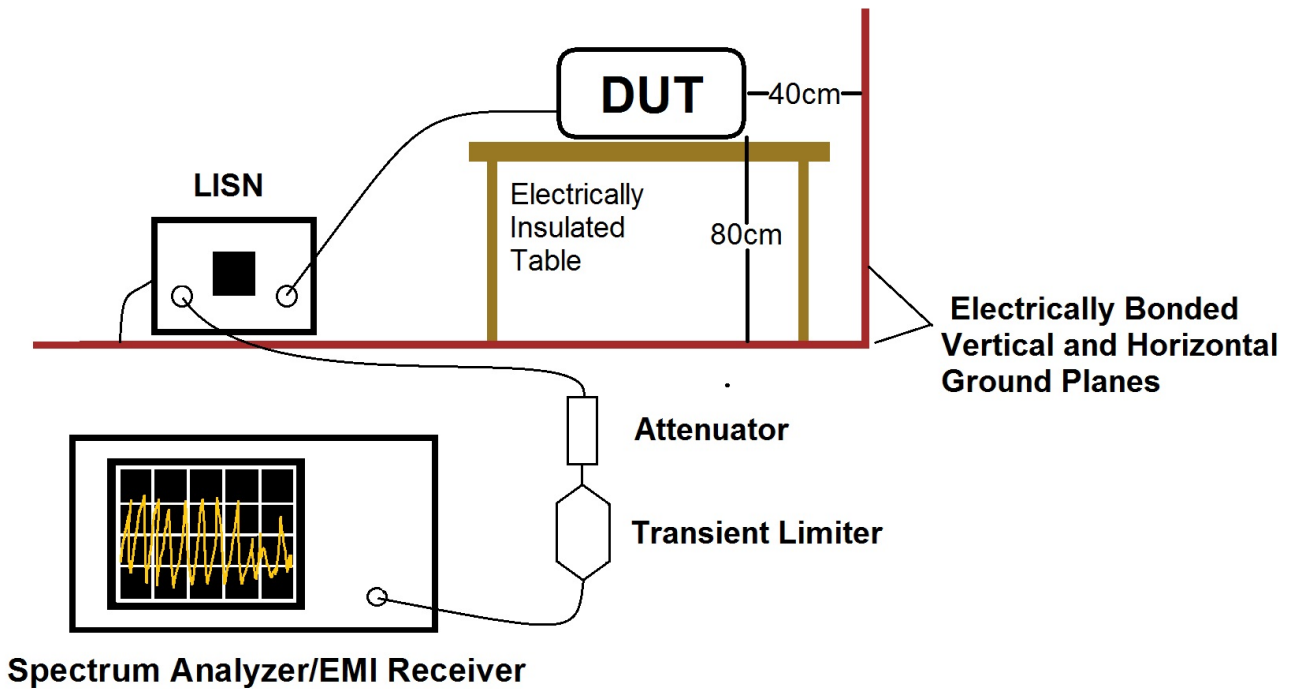 DUT
40cm
LISN
Electrically
Insulated
Table
80cm
Electrically Bonded
Vertical and Horizontal
Ground Planes
Attenuator
Transient Limiter
Spectrum Analyzer/EMI Receiver